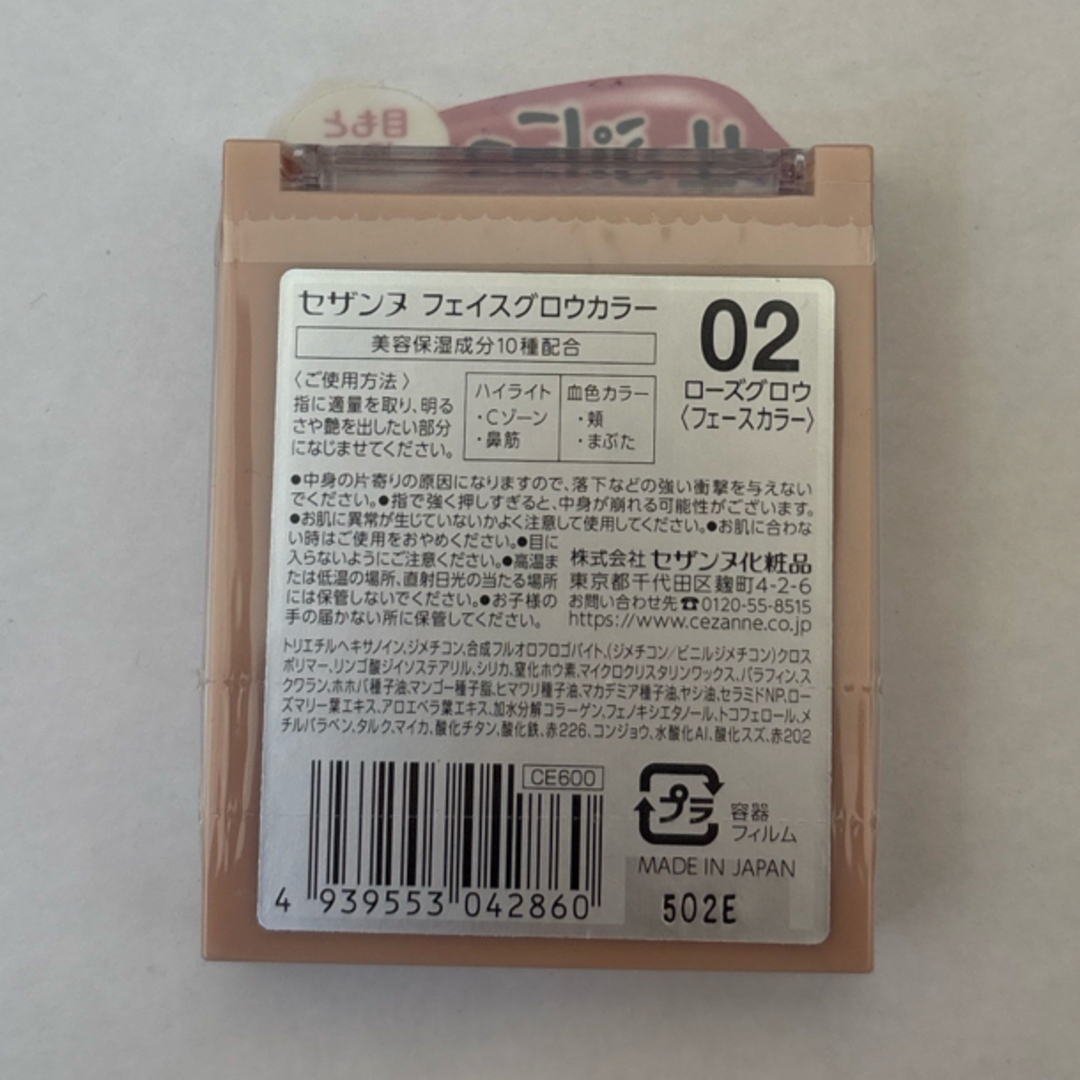 目もと
セザンヌ フェイスグロウカラー
02
美容保湿成分10種配合
ローズグロウ
〈フェースカラー〉
〈ご使用方法〉
指に適量を取り、明る
さや艶を出したい部分
になじませてください。
ハイライト
・Cゾーン
・鼻筋
血色カラー
・頬
・まぶた
●中身の片寄りの原因になりますので、落下などの強い衝撃を与えない
でください。●指で強く押しすぎると、中身が崩れる可能性がございます。
●お肌に異常が生じていないかよく注意して使用してください。●お肌に合わな
い時はご使用をおやめください。●目に
入らないようにご注意ください。●高温ま
たは低温の場所、直射日光の当たる場所
には保管しないでください。●お子様の
手の届かない所に保管してください。
株式会社 セザンヌ化粧品
東京都千代田区麹町4-2-6
お問い合わせ先☎0120-55-8515
https://www.cezanne.co.jp
トリエチルヘキサノイン、ジメチコン、合成フルオロフロゴパイト、(ジメチコン/ビニルジメチコン)クロス
ポリマー、リンゴ酸ジイソステアリル、シリカ、窒化ホウ素、マイクロクリスタリンワックス、パラフィン、ス
クワラン、ホホバ種子油、マンゴー種子脂、ヒマワリ種子油、マカデミア種子油、ヤシ油、セラミドNP、ロー
ズマリー葉エキス、アロエベラ葉エキス、加水分解コラーゲン、フェノキシエタノール、トコフェロール、メ
チルパラベン、タルク、マイカ、酸化チタン、酸化鉄、赤226、コンジョウ、水酸化Al、酸化スズ、赤202
CE600
4 939553 042860
プラ
容器
フィルム
MADE IN JAPAN
502E